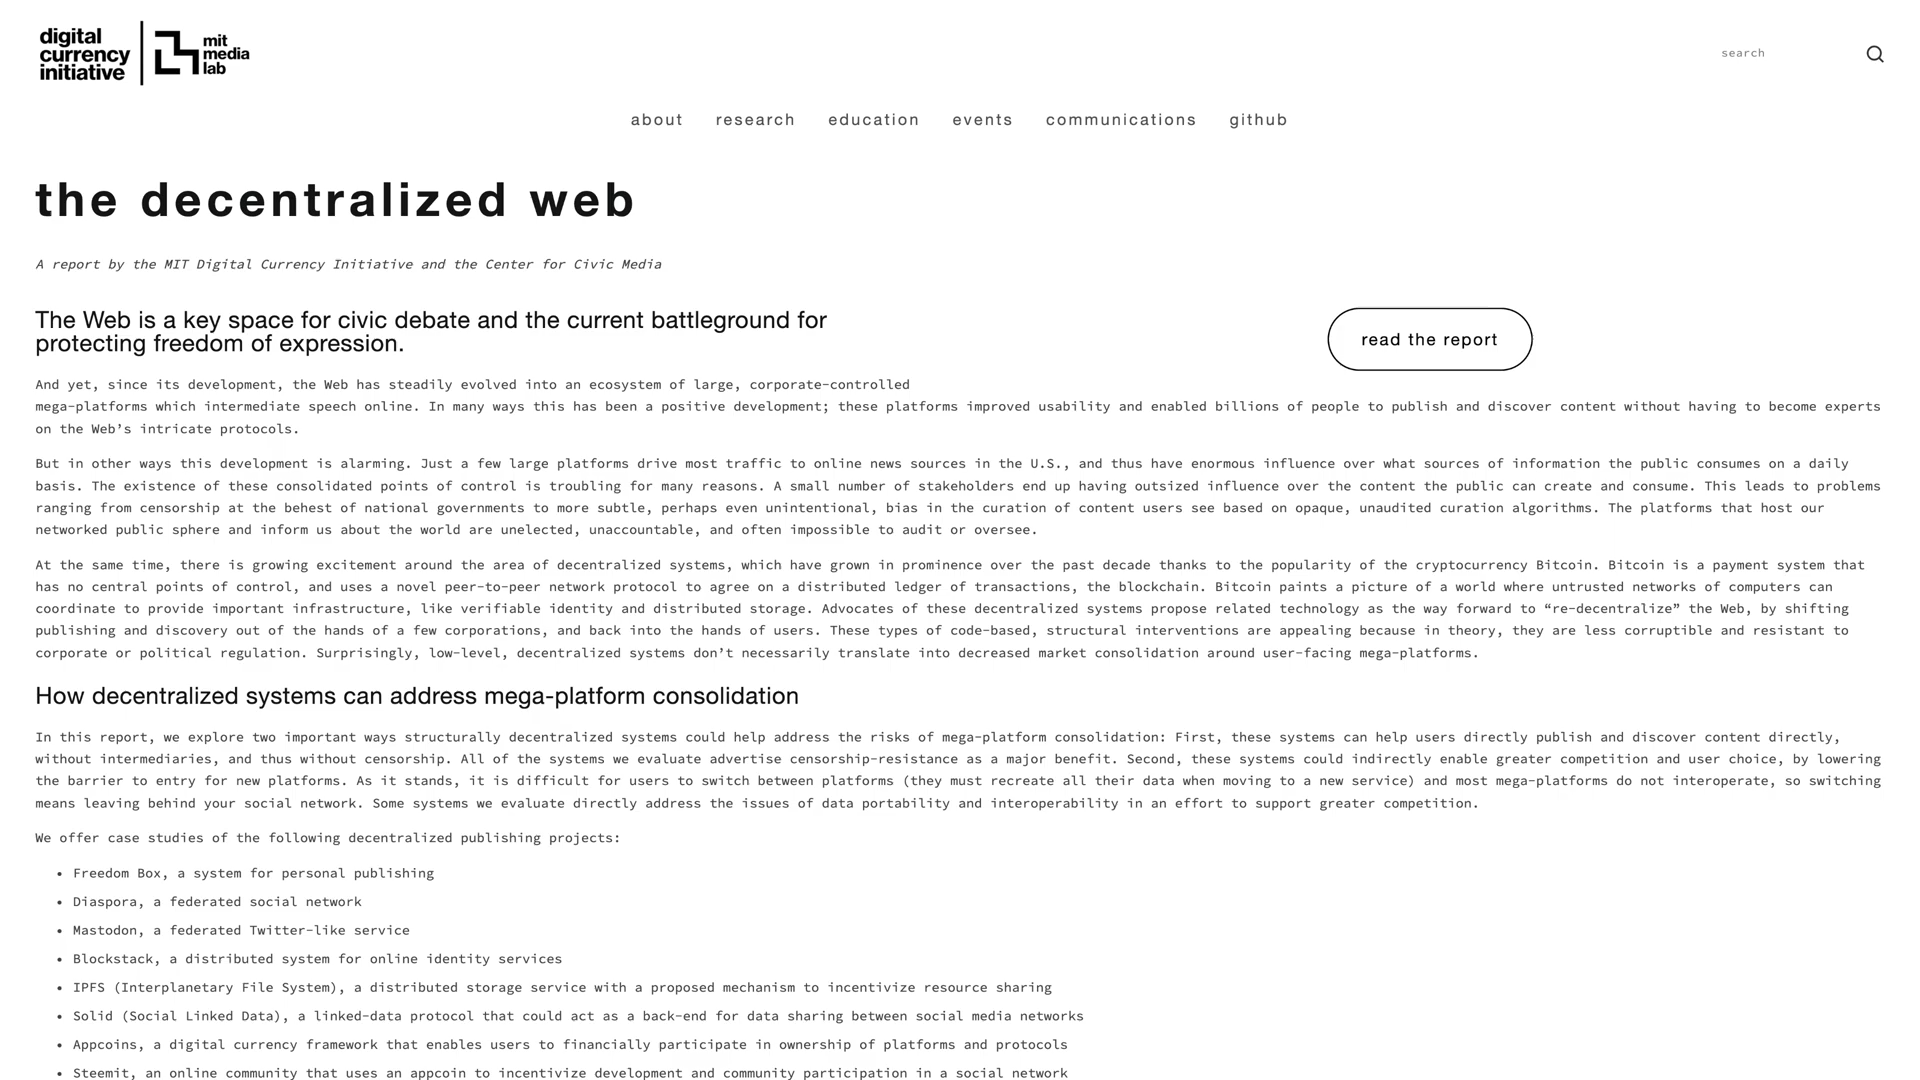 digital
currency
initiative
mit
media
lab
search
about research education events communications github
the decentralized web
A report by the MIT Digital Currency Initiative and the Center for Civic Media
The Web is a key space for civic debate and the current battleground for
protecting freedom of expression.
read the report
And yet, since its development, the Web has steadily evolved into an ecosystem of large, corporate-controlled
mega-platforms which intermediate speech online. In many ways this has been a positive development; these platforms improved usability and enabled billions of people to publish and discover content without having to become experts
on the Web’s intricate protocols.
But in other ways this development is alarming. Just a few large platforms drive most traffic to online news sources in the U.S., and thus have enormous influence over what sources of information the public consumes on a daily
basis. The existence of these consolidated points of control is troubling for many reasons. A small number of stakeholders end up having outsized influence over the content the public can create and consume. This leads to problems
ranging from censorship at the behest of national governments to more subtle, perhaps even unintentional, bias in the curation of content users see based on opaque, unaudited curation algorithms. The platforms that host our
networked public sphere and inform us about the world are unelected, unaccountable, and often impossible to audit or oversee.
At the same time, there is growing excitement around the area of decentralized systems, which have grown in prominence over the past decade thanks to the popularity of the cryptocurrency Bitcoin. Bitcoin is a payment system that
has no central points of control, and uses a novel peer-to-peer network protocol to agree on a distributed ledger of transactions, the blockchain. Bitcoin paints a picture of a world where untrusted networks of computers can
coordinate to provide important infrastructure, like verifiable identity and distributed storage. Advocates of these decentralized systems propose related technology as the way forward to “re-decentralize” the Web, by shifting
publishing and discovery out of the hands of a few corporations, and back into the hands of users. These types of code-based, structural interventions are appealing because in theory, they are less corruptible and resistant to
corporate or political regulation. Surprisingly, low-level, decentralized systems don’t necessarily translate into decreased market consolidation around user-facing mega-platforms.
How decentralized systems can address mega-platform consolidation
In this report, we explore two important ways structurally decentralized systems could help address the risks of mega-platform consolidation: First, these systems can help users directly publish and discover content directly,
without intermediaries, and thus without censorship. All of the systems we evaluate advertise censorship-resistance as a major benefit. Second, these systems could indirectly enable greater competition and user choice, by lowering
the barrier to entry for new platforms. As it stands, it is difficult for users to switch between platforms (they must recreate all their data when moving to a new service) and most mega-platforms do not interoperate, so switching
means leaving behind your social network. Some systems we evaluate directly address the issues of data portability and interoperability in an effort to support greater competition.
We offer case studies of the following decentralized publishing projects:
• Freedom Box, a system for personal publishing
• Diaspora, a federated social network
• Mastodon, a federated Twitter-like service
• Blockstack, a distributed system for online identity services
• IPFS (Interplanetary File System), a distributed storage service with a proposed mechanism to incentivize resource sharing
• Solid (Social Linked Data), a linked-data protocol that could act as a back-end for data sharing between social media networks
• Appcoins, a digital currency framework that enables users to financially participate in ownership of platforms and protocols
• Steemit, an online community that uses an appcoin to incentivize development and community participation in a social network